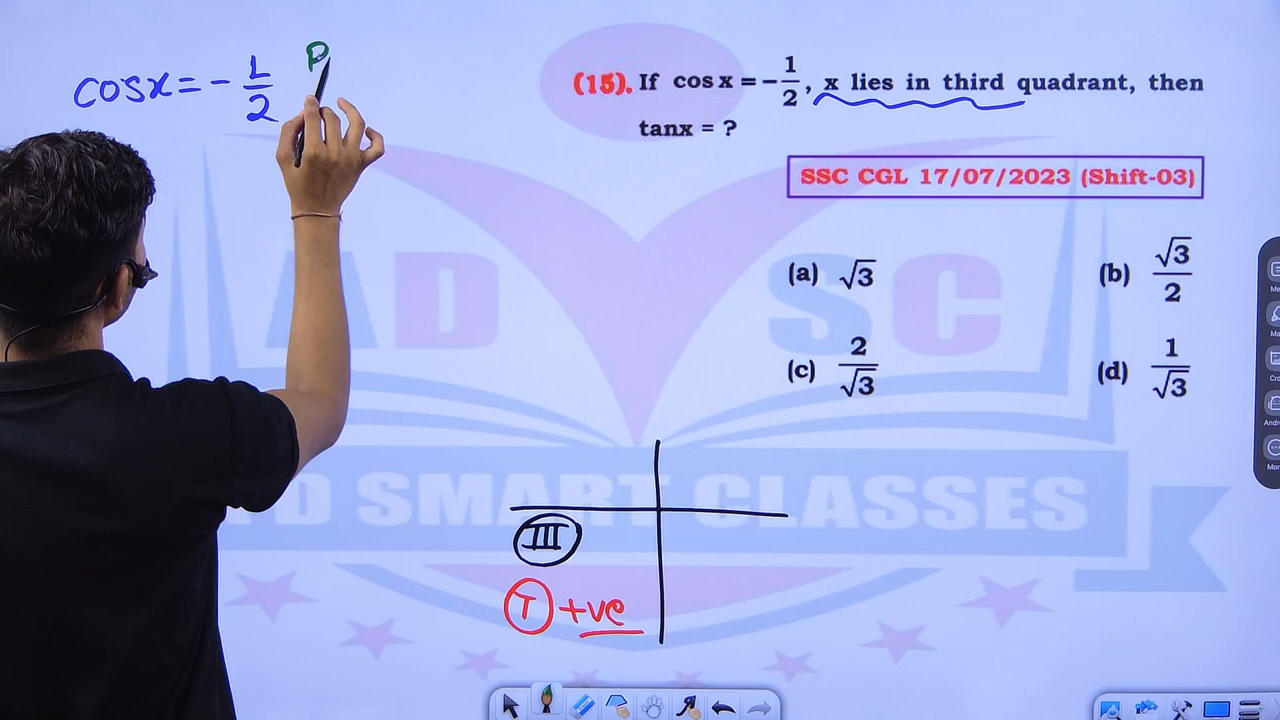 cosx = - 1/2 P
(15). If cos x = -1/2, x lies in third quadrant, then
tanx = ?
SSC CGL 17/07/2023 (Shift-03)
(a) √3 (b) √3/2
(c) 2/√3 (d) 1/√3
AD SC
D SMART CLASSES
III
T +ve